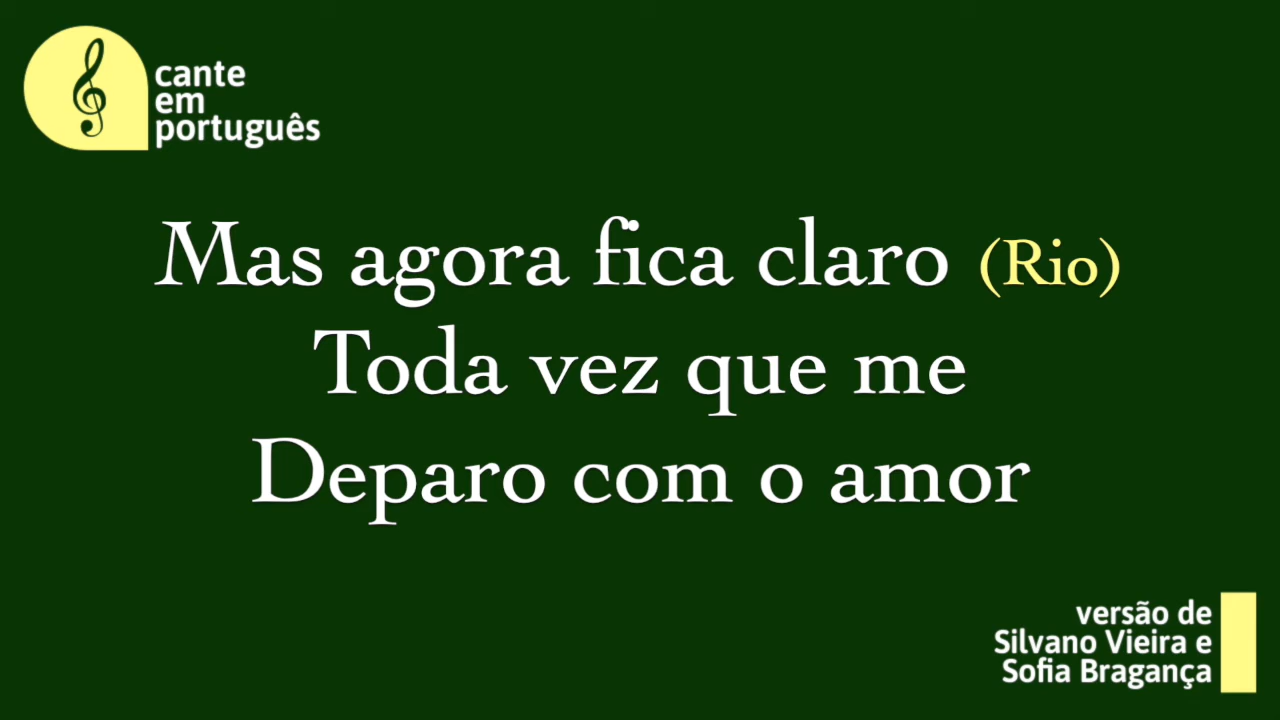 cante
em
português
Mas agora fica claro (Rio)
Toda vez que me
Deparo com o amor
versão de
Silvano Vieira e
Sofia Bragança